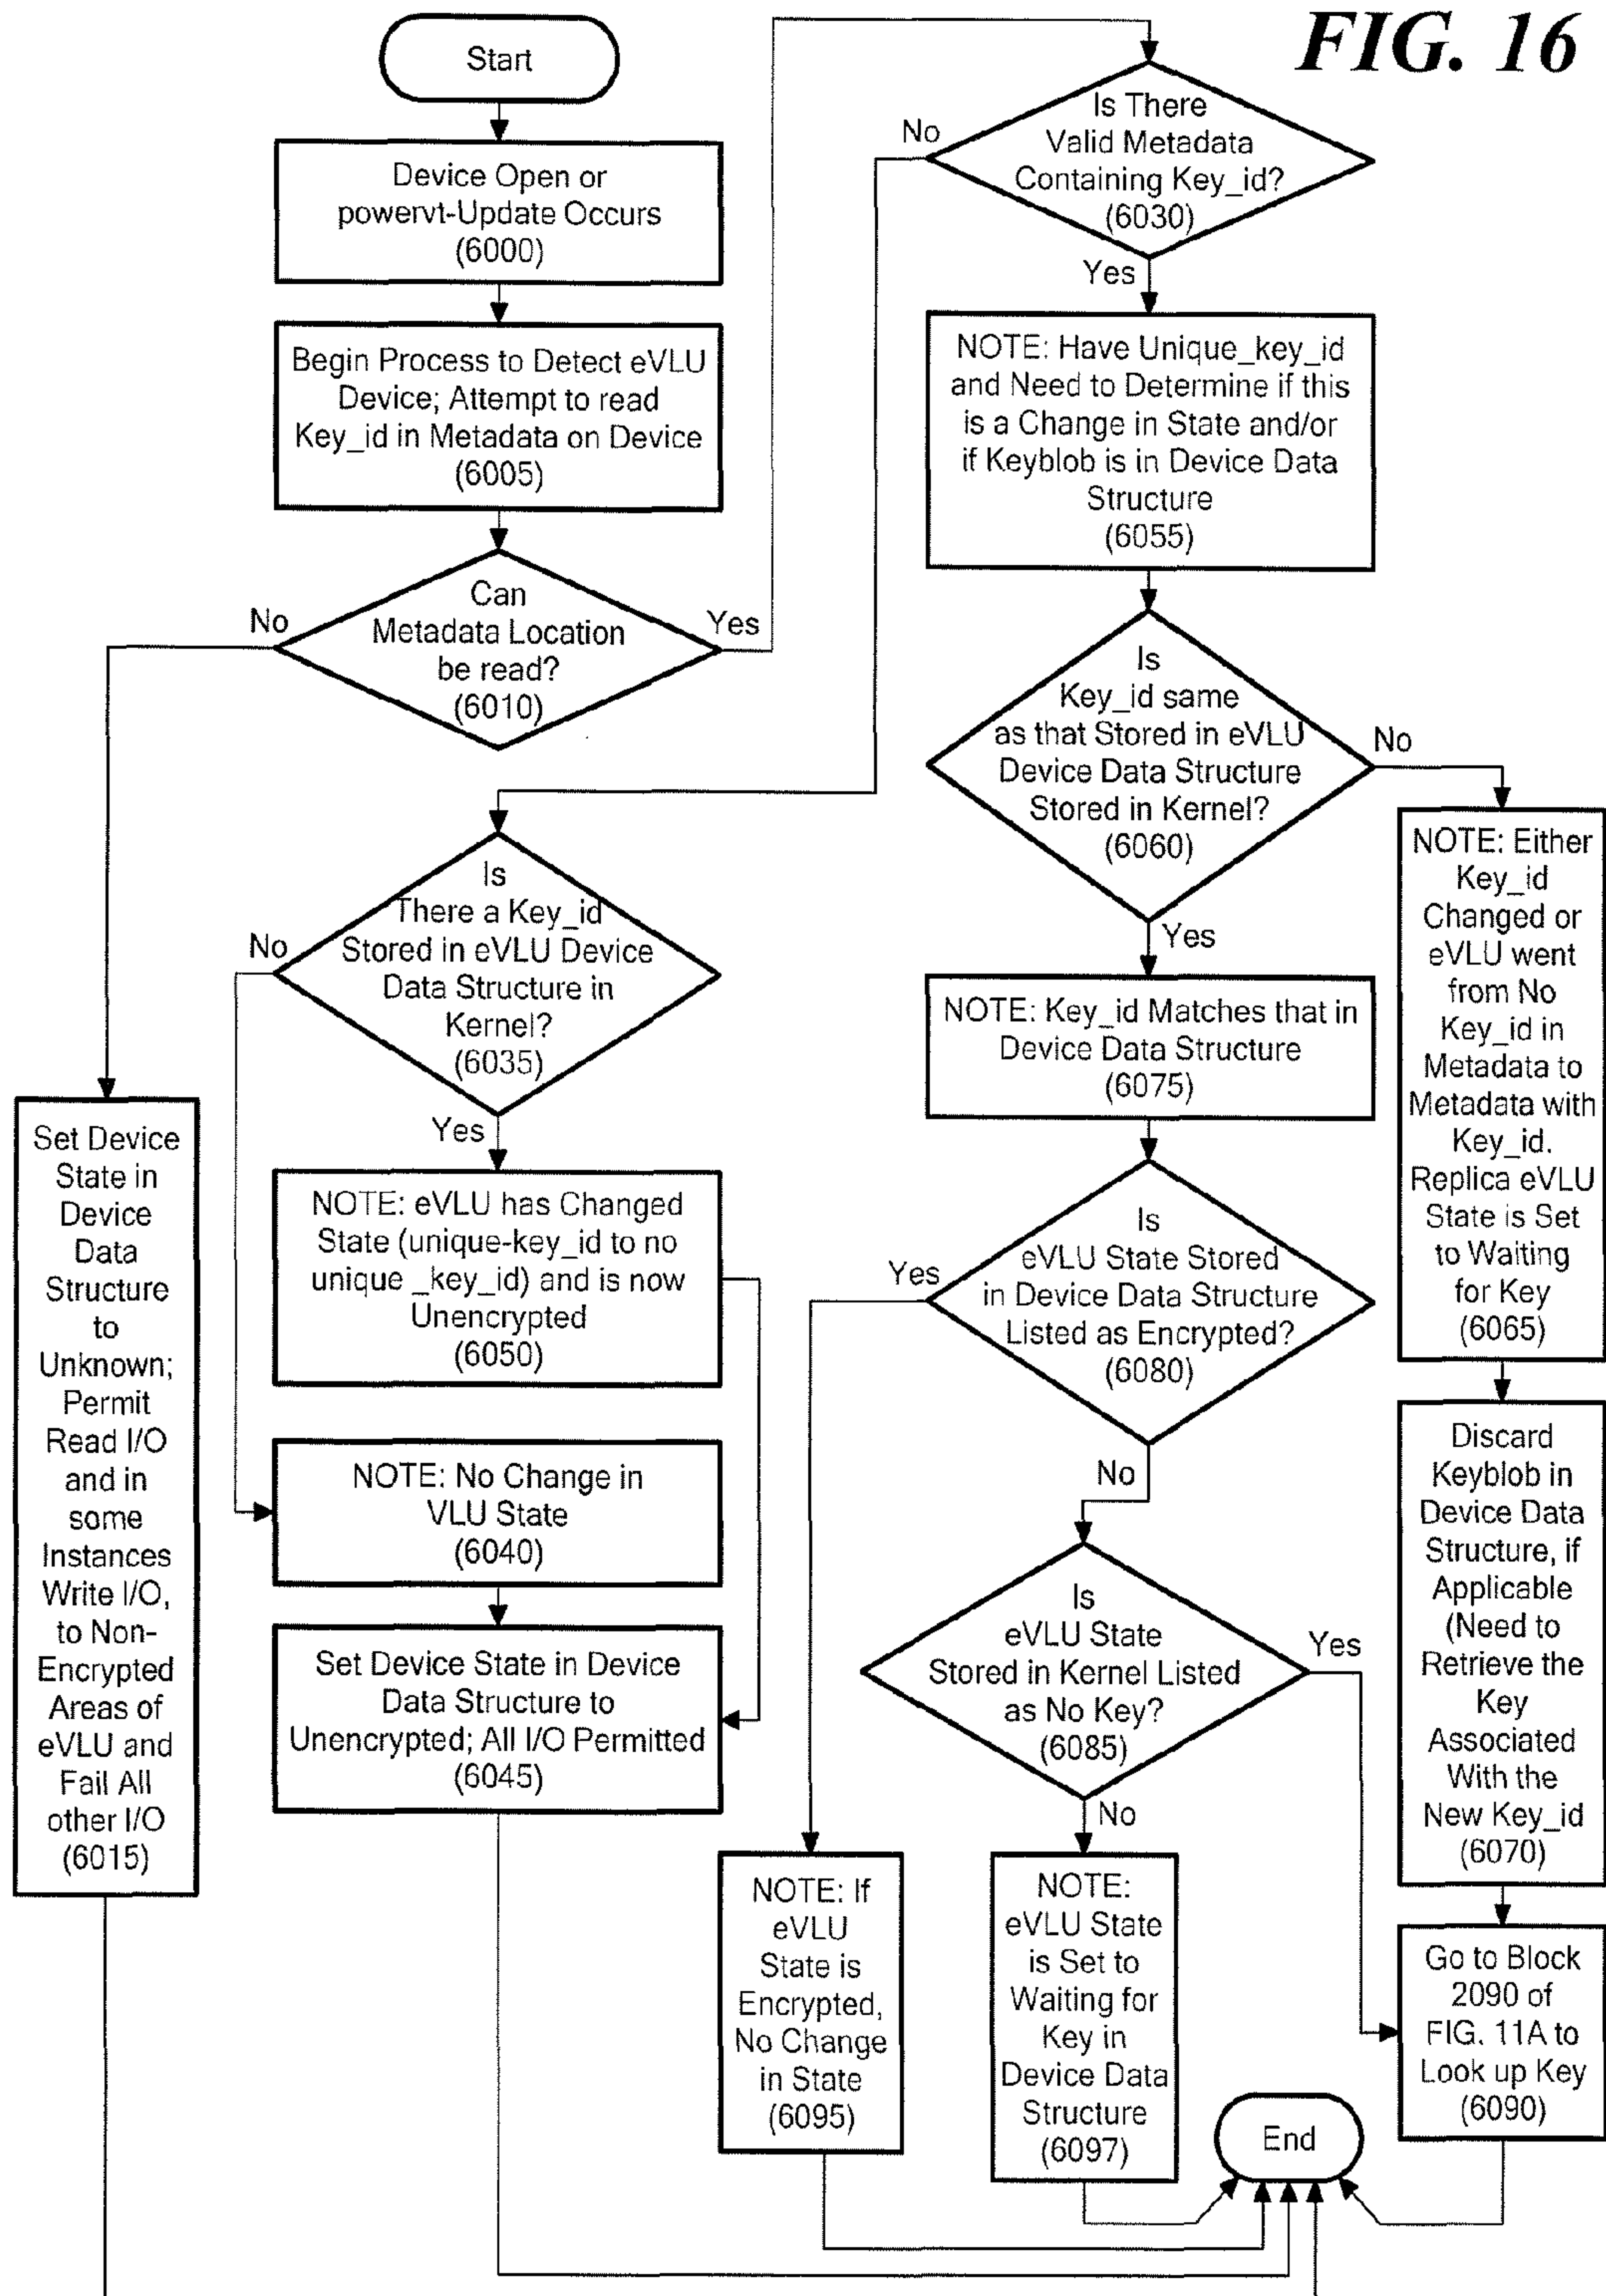 FIG. 16
Start
Device Open or
powervt-Update Occurs
(6000)
Begin Process to Detect eVLU
Device; Attempt to read
Key_id in Metadata on Device
(6005)
Can
Metadata Location
be read?
(6010)
No
Yes
Is There
Valid Metadata
Containing Key_id?
(6030)
No
Yes
NOTE: Have Unique_key_id
and Need to Determine if this
is a Change in State and/or
if Keyblob is in Device Data
Structure
(6055)
Is
Key_id same
as that Stored in eVLU
Device Data Structure
Stored in Kernel?
(6060)
No
Yes
NOTE: Either
Key_id
Changed or
eVLU went
from No
Key_id in
Metadata to
Metadata with
Key_id.
Replica eVLU
State is Set
to Waiting
for Key
(6065)
Is
There a Key_id
Stored in eVLU Device
Data Structure in
Kernel?
(6035)
No
Yes
NOTE: Key_id Matches that in
Device Data Structure
(6075)
Set Device
State in
Device
Data
Structure
to
Unknown;
Permit
Read I/O
and in
some
Instances
Write I/O,
to Non-
Encrypted
Areas of
eVLU and
Fail All
other I/O
(6015)
NOTE: eVLU has Changed
State (unique-key_id to no
unique _key_id) and is now
Unencrypted
(6050)
Is
eVLU State Stored
in Device Data Structure
Listed as Encrypted?
(6080)
Yes
No
NOTE: No Change in
VLU State
(6040)
Set Device State in Device
Data Structure to
Unencrypted; All I/O Permitted
(6045)
Is
eVLU State
Stored in Kernel Listed
as No Key?
(6085)
Yes
No
Discard
Keyblob in
Device Data
Structure, if
Applicable
(Need to
Retrieve the
Key
Associated
With the
New Key_id
(6070)
NOTE: If
eVLU
State is
Encrypted,
No Change
in State
(6095)
NOTE:
eVLU State
is Set to
Waiting for
Key in
Device Data
Structure
(6097)
Go to Block
2090 of
FIG. 11A to
Look up Key
(6090)
End